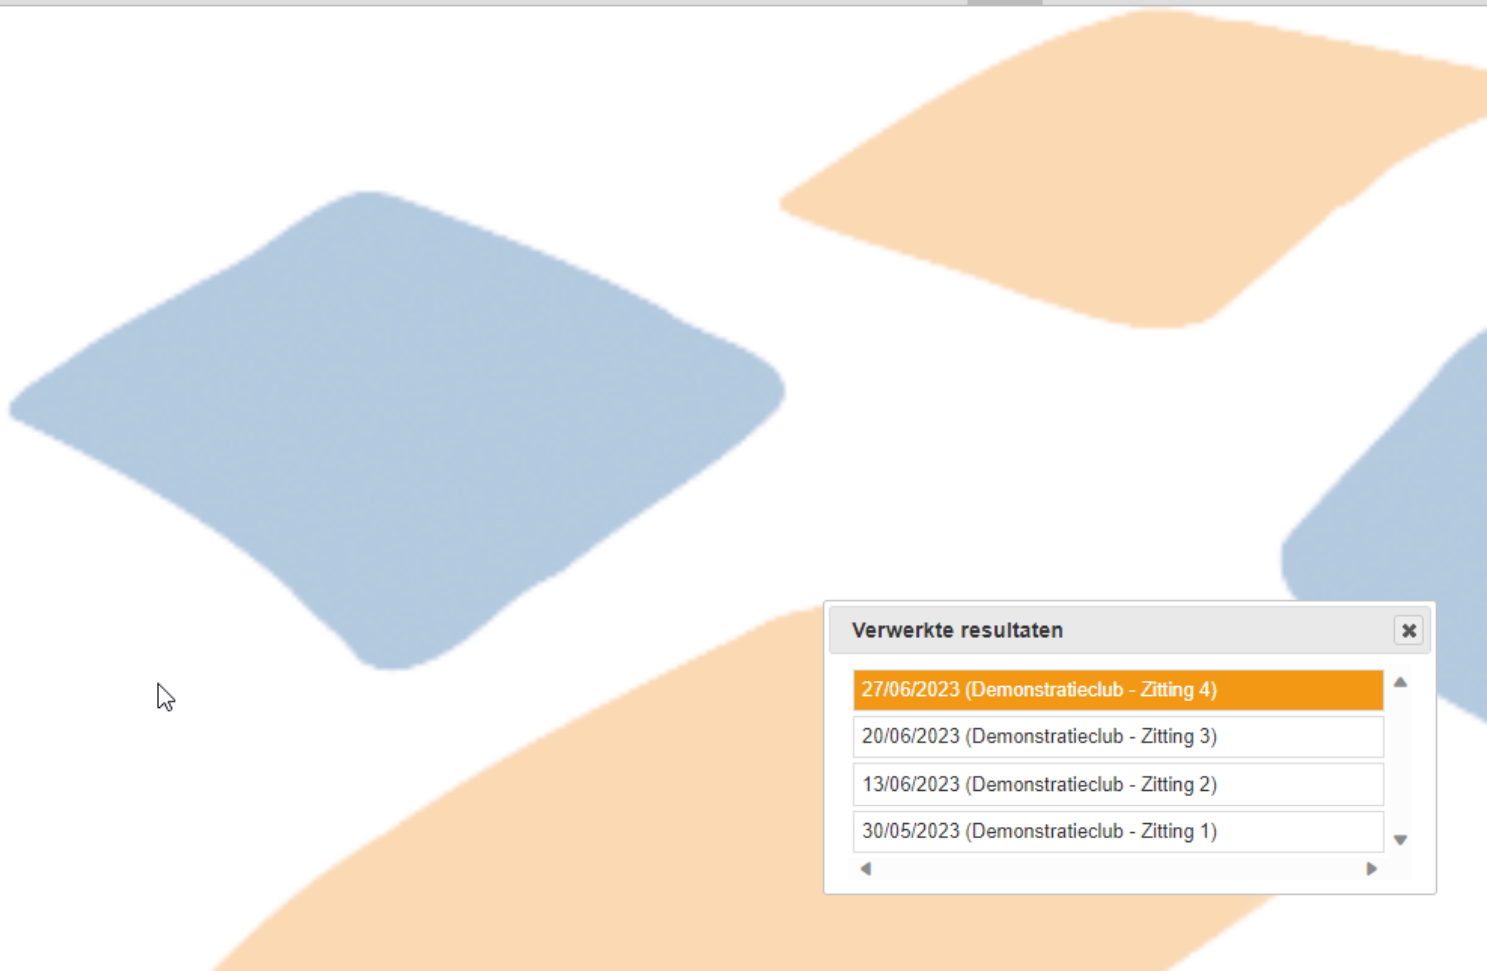 Verwerkte resultaten
27/06/2023 (Demonstratieclub - Zitting 4)
20/06/2023 (Demonstratieclub - Zitting 3)
13/06/2023 (Demonstratieclub - Zitting 2)
30/05/2023 (Demonstratieclub - Zitting 1)